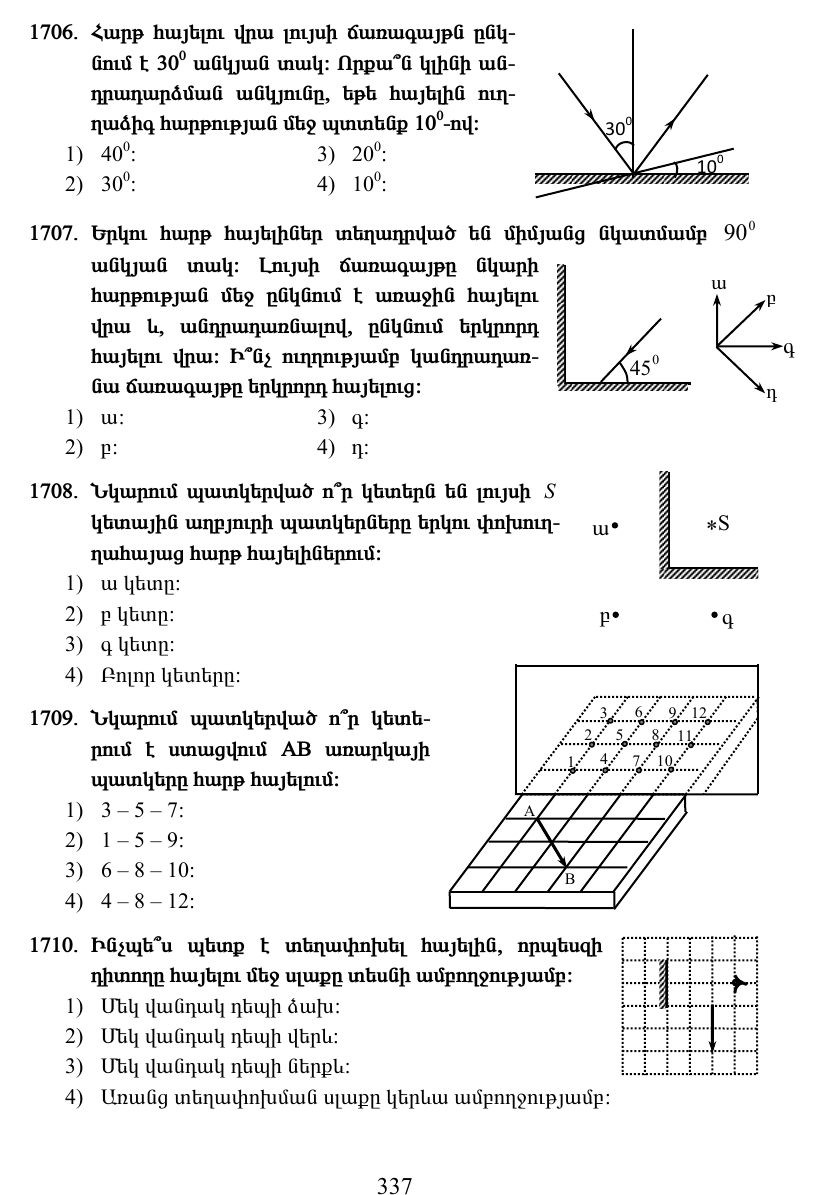 1706. Հարթ հայելու վրա լույսի ճառագայթն ընկ-
նում է 30⁰ անկյան տակ: Որքա՞ն կլինի ան-
դրադարձման անկյունը, եթե հայելին ուղ-
ղաձիգ հարթության մեջ պտտենք 10⁰-ով:
1) 40⁰: 3) 20⁰:
2) 30⁰: 4) 10⁰:
30⁰
10⁰
1707. Երկու հարթ հայելիներ տեղադրված են միմյանց նկատմամբ 90⁰
անկյան տակ: Լույսի ճառագայթը նկարի
հարթության մեջ ընկնում է առաջին հայելու
վրա և, անդրադառնալով, ընկնում երկրորդ
հայելու վրա: Ի՞նչ ուղղությամբ կանդրադառ-
նա ճառագայթը երկրորդ հայելուց:
1) ա: 3) գ:
2) բ: 4) դ:
45⁰
ա
բ
գ
դ
1708. Նկարում պատկերված ո՞ր կետերն են լույսի S
կետային աղբյուրի պատկերները երկու փոխուղ-
ղահայաց հարթ հայելիներում:
1) ա կետը:
2) բ կետը:
3) գ կետը:
4) Բոլոր կետերը:
ա• *S
բ• •գ
1709. Նկարում պատկերված ո՞ր կետե-
րում է ստացվում AB առարկայի
պատկերը հարթ հայելում:
1) 3 – 5 – 7:
2) 1 – 5 – 9:
3) 6 – 8 – 10:
4) 4 – 8 – 12:
3 6 9 12
2 5 8 11
1 4 7 10
A
B
1710. Ինչպե՞ս պետք է տեղափոխել հայելին, որպեսզի
դիտողը հայելու մեջ սլաքը տեսնի ամբողջությամբ:
1) Մեկ վանդակ դեպի ձախ:
2) Մեկ վանդակ դեպի վերև:
3) Մեկ վանդակ դեպի ներքև:
4) Առանց տեղափոխման սլաքը կերևա ամբողջությամբ:
337